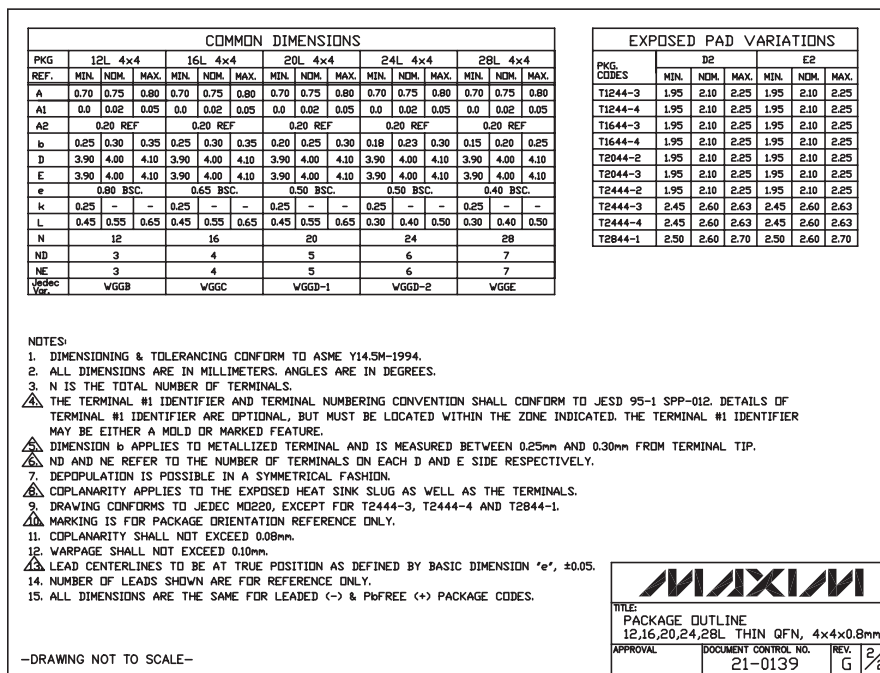 COMMON DIMENSIONS
PKG 12L 4x4 16L 4x4 20L 4x4 24L 4x4 28L 4x4
REF. MIN. NOM. MAX. MIN. NOM. MAX. MIN. NOM. MAX. MIN. NOM. MAX. MIN. NOM. MAX.
A 0.70 0.75 0.80 0.70 0.75 0.80 0.70 0.75 0.80 0.70 0.75 0.80 0.70 0.75 0.80
A1 0.0 0.02 0.05 0.0 0.02 0.05 0.0 0.02 0.05 0.0 0.02 0.05 0.0 0.02 0.05
A2 0.20 REF 0.20 REF 0.20 REF 0.20 REF 0.20 REF
b 0.25 0.30 0.35 0.25 0.30 0.35 0.20 0.25 0.30 0.18 0.23 0.30 0.15 0.20 0.25
D 3.90 4.00 4.10 3.90 4.00 4.10 3.90 4.00 4.10 3.90 4.00 4.10 3.90 4.00 4.10
E 3.90 4.00 4.10 3.90 4.00 4.10 3.90 4.00 4.10 3.90 4.00 4.10 3.90 4.00 4.10
e 0.80 BSC. 0.65 BSC. 0.50 BSC. 0.50 BSC. 0.40 BSC.
k 0.25 - - 0.25 - - 0.25 - - 0.25 - - 0.25 - -
L 0.45 0.55 0.65 0.45 0.55 0.65 0.45 0.55 0.65 0.30 0.40 0.50 0.30 0.40 0.50
N 12 16 20 24 28
ND 3 4 5 6 7
NE 3 4 5 6 7
Jedec Var. WGGB WGGC WGGD-1 WGGD-2 WGGE
EXPOSED PAD VARIATIONS
PKG. CODES D2 E2
MIN. NOM. MAX. MIN. NOM. MAX.
T1244-3 1.95 2.10 2.25 1.95 2.10 2.25
T1244-4 1.95 2.10 2.25 1.95 2.10 2.25
T1644-3 1.95 2.10 2.25 1.95 2.10 2.25
T1644-4 1.95 2.10 2.25 1.95 2.10 2.25
T2044-2 1.95 2.10 2.25 1.95 2.10 2.25
T2044-3 1.95 2.10 2.25 1.95 2.10 2.25
T2444-2 1.95 2.10 2.25 1.95 2.10 2.25
T2444-3 2.45 2.60 2.63 2.45 2.60 2.63
T2444-4 2.45 2.60 2.63 2.45 2.60 2.63
T2844-1 2.50 2.60 2.70 2.50 2.60 2.70
NOTES:
1. DIMENSIONING & TOLERANCING CONFORM TO ASME Y14.5M-1994.
2. ALL DIMENSIONS ARE IN MILLIMETERS. ANGLES ARE IN DEGREES.
3. N IS THE TOTAL NUMBER OF TERMINALS.
4. THE TERMINAL #1 IDENTIFIER AND TERMINAL NUMBERING CONVENTION SHALL CONFORM TO JESD 95-1 SPP-012. DETAILS OF
TERMINAL #1 IDENTIFIER ARE OPTIONAL, BUT MUST BE LOCATED WITHIN THE ZONE INDICATED. THE TERMINAL #1 IDENTIFIER
MAY BE EITHER A MOLD OR MARKED FEATURE.
5. DIMENSION b APPLIES TO METALLIZED TERMINAL AND IS MEASURED BETWEEN 0.25mm AND 0.30mm FROM TERMINAL TIP.
6. ND AND NE REFER TO THE NUMBER OF TERMINALS ON EACH D AND E SIDE RESPECTIVELY.
7. DEPOPULATION IS POSSIBLE IN A SYMMETRICAL FASHION.
8. COPLANARITY APPLIES TO THE EXPOSED HEAT SINK SLUG AS WELL AS THE TERMINALS.
9. DRAWING CONFORMS TO JEDEC MO220, EXCEPT FOR T2444-3, T2444-4 AND T2844-1.
10. MARKING IS FOR PACKAGE ORIENTATION REFERENCE ONLY.
11. COPLANARITY SHALL NOT EXCEED 0.08mm.
12. WARPAGE SHALL NOT EXCEED 0.10mm.
13. LEAD CENTERLINES TO BE AT TRUE POSITION AS DEFINED BY BASIC DIMENSION "e", ±0.05.
14. NUMBER OF LEADS SHOWN ARE FOR REFERENCE ONLY.
15. ALL DIMENSIONS ARE THE SAME FOR LEADED (-) & PbFREE (+) PACKAGE CODES.
-DRAWING NOT TO SCALE-
MAXIM
TITLE:
PACKAGE OUTLINE
12,16,20,24,28L THIN QFN, 4x4x0.8mm
APPROVAL DOCUMENT CONTROL NO. REV.
21-0139 G 2/2